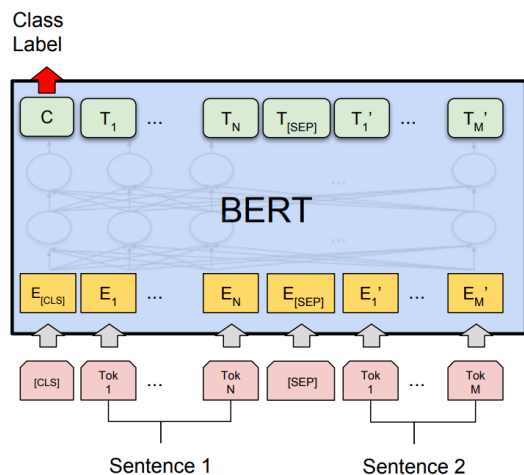 Class
Label
C T1 ... TN T[SEP] T1' ... TM'
...
BERT
...
E[CLS] E1 ... EN E[SEP] E1' ... EM'
[CLS] Tok 1 ... Tok N [SEP] Tok 1 ... Tok M
Sentence 1 Sentence 2